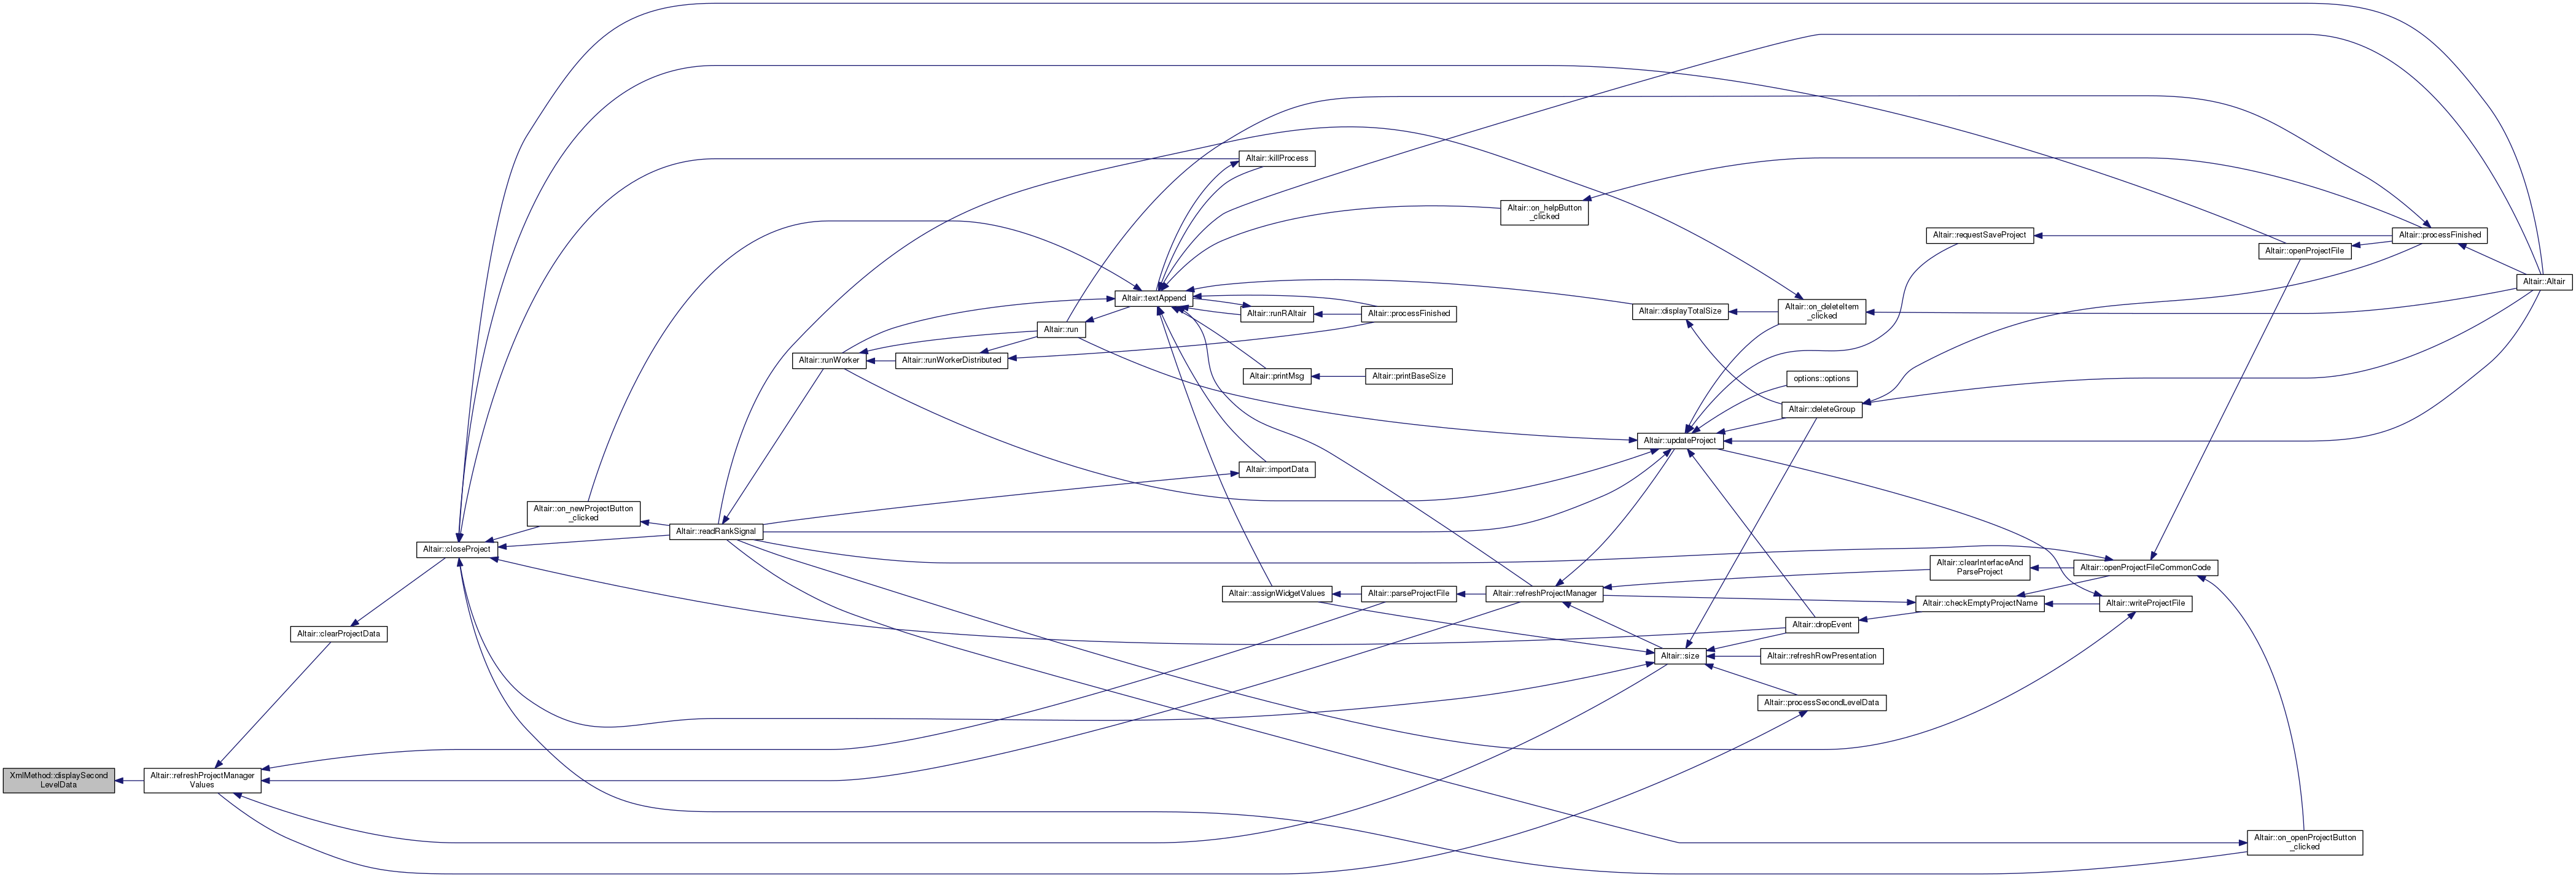 Altair::killProcess
Altair::on_helpButton
_clicked
Altair::requestSaveProject
Altair::processFinished
Altair::openProjectFile
Altair::Altair
Altair::textAppend
Altair::runRAltair
Altair::processFinished
Altair::displayTotalSize
Altair::on_deleteItem
_clicked
Altair::run
Altair::runWorker
Altair::runWorkerDistributed
Altair::printMsg
Altair::printBaseSize
options::options
Altair::deleteGroup
Altair::updateProject
Altair::importData
Altair::on_newProjectButton
_clicked
Altair::readRankSignal
Altair::closeProject
Altair::clearInterfaceAnd
ParseProject
Altair::openProjectFileCommonCode
Altair::assignWidgetValues
Altair::parseProjectFile
Altair::refreshProjectManager
Altair::checkEmptyProjectName
Altair::writeProjectFile
Altair::dropEvent
Altair::clearProjectData
Altair::size
Altair::refreshRowPresentation
Altair::processSecondLevelData
XmlMethod::displaySecond
LevelData
Altair::refreshProjectManager
Values
Altair::on_openProjectButton
_clicked